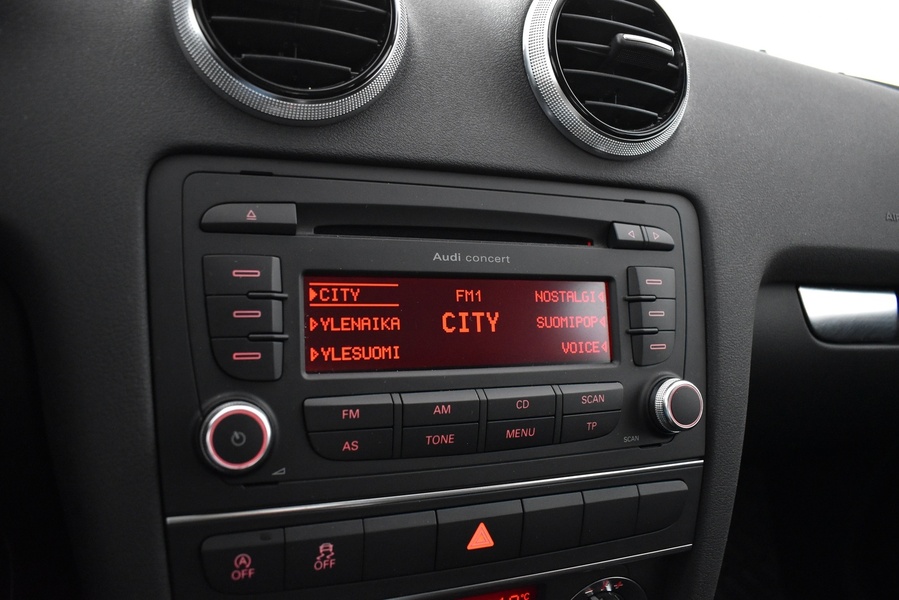 Audi concert
CITY FM1 NOSTALGI
YLENAIKA CITY SUOMIPOP
YLESUOMI VOICE
FM AM CD SCAN
AS TONE MENU TP
SCAN
OFF OFF
°C